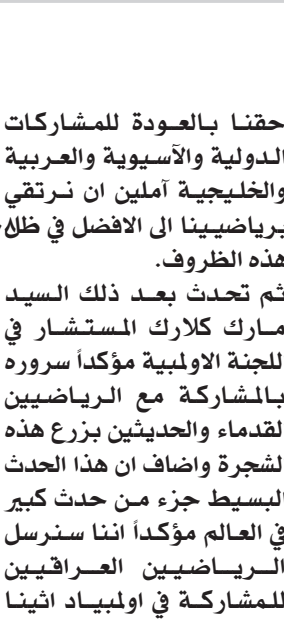 حقنا بالعودة للمشاركات
الدولية والآسيوية والعربية
والخليجية آملين ان نرتقي
برياضيينا الى الافضل في ظلاء
هذه الظروف.
ثم تحدث بعد ذلك السيد
مارك كلارك المستشار في
للجنة الاولمبية مؤكداً سروره
بالمشاركة مع الرياضيين
لقدماء والحديثين بزرع هذه
لشجرة واضاف ان هذا الحدث
البسيط جزء من حدث كبير
في العالم مؤكداً اننا سنرسل
الرياضيين العراقيين
للمشاركة في اولمبياد اثينا